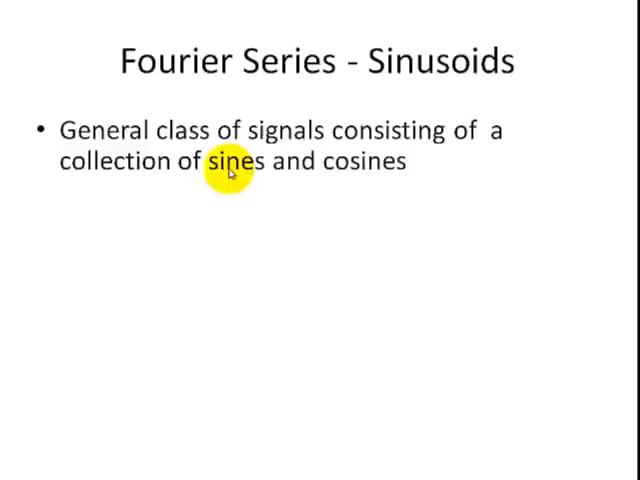 Fourier Series - Sinusoids
• General class of signals consisting of a
collection of sines and cosines